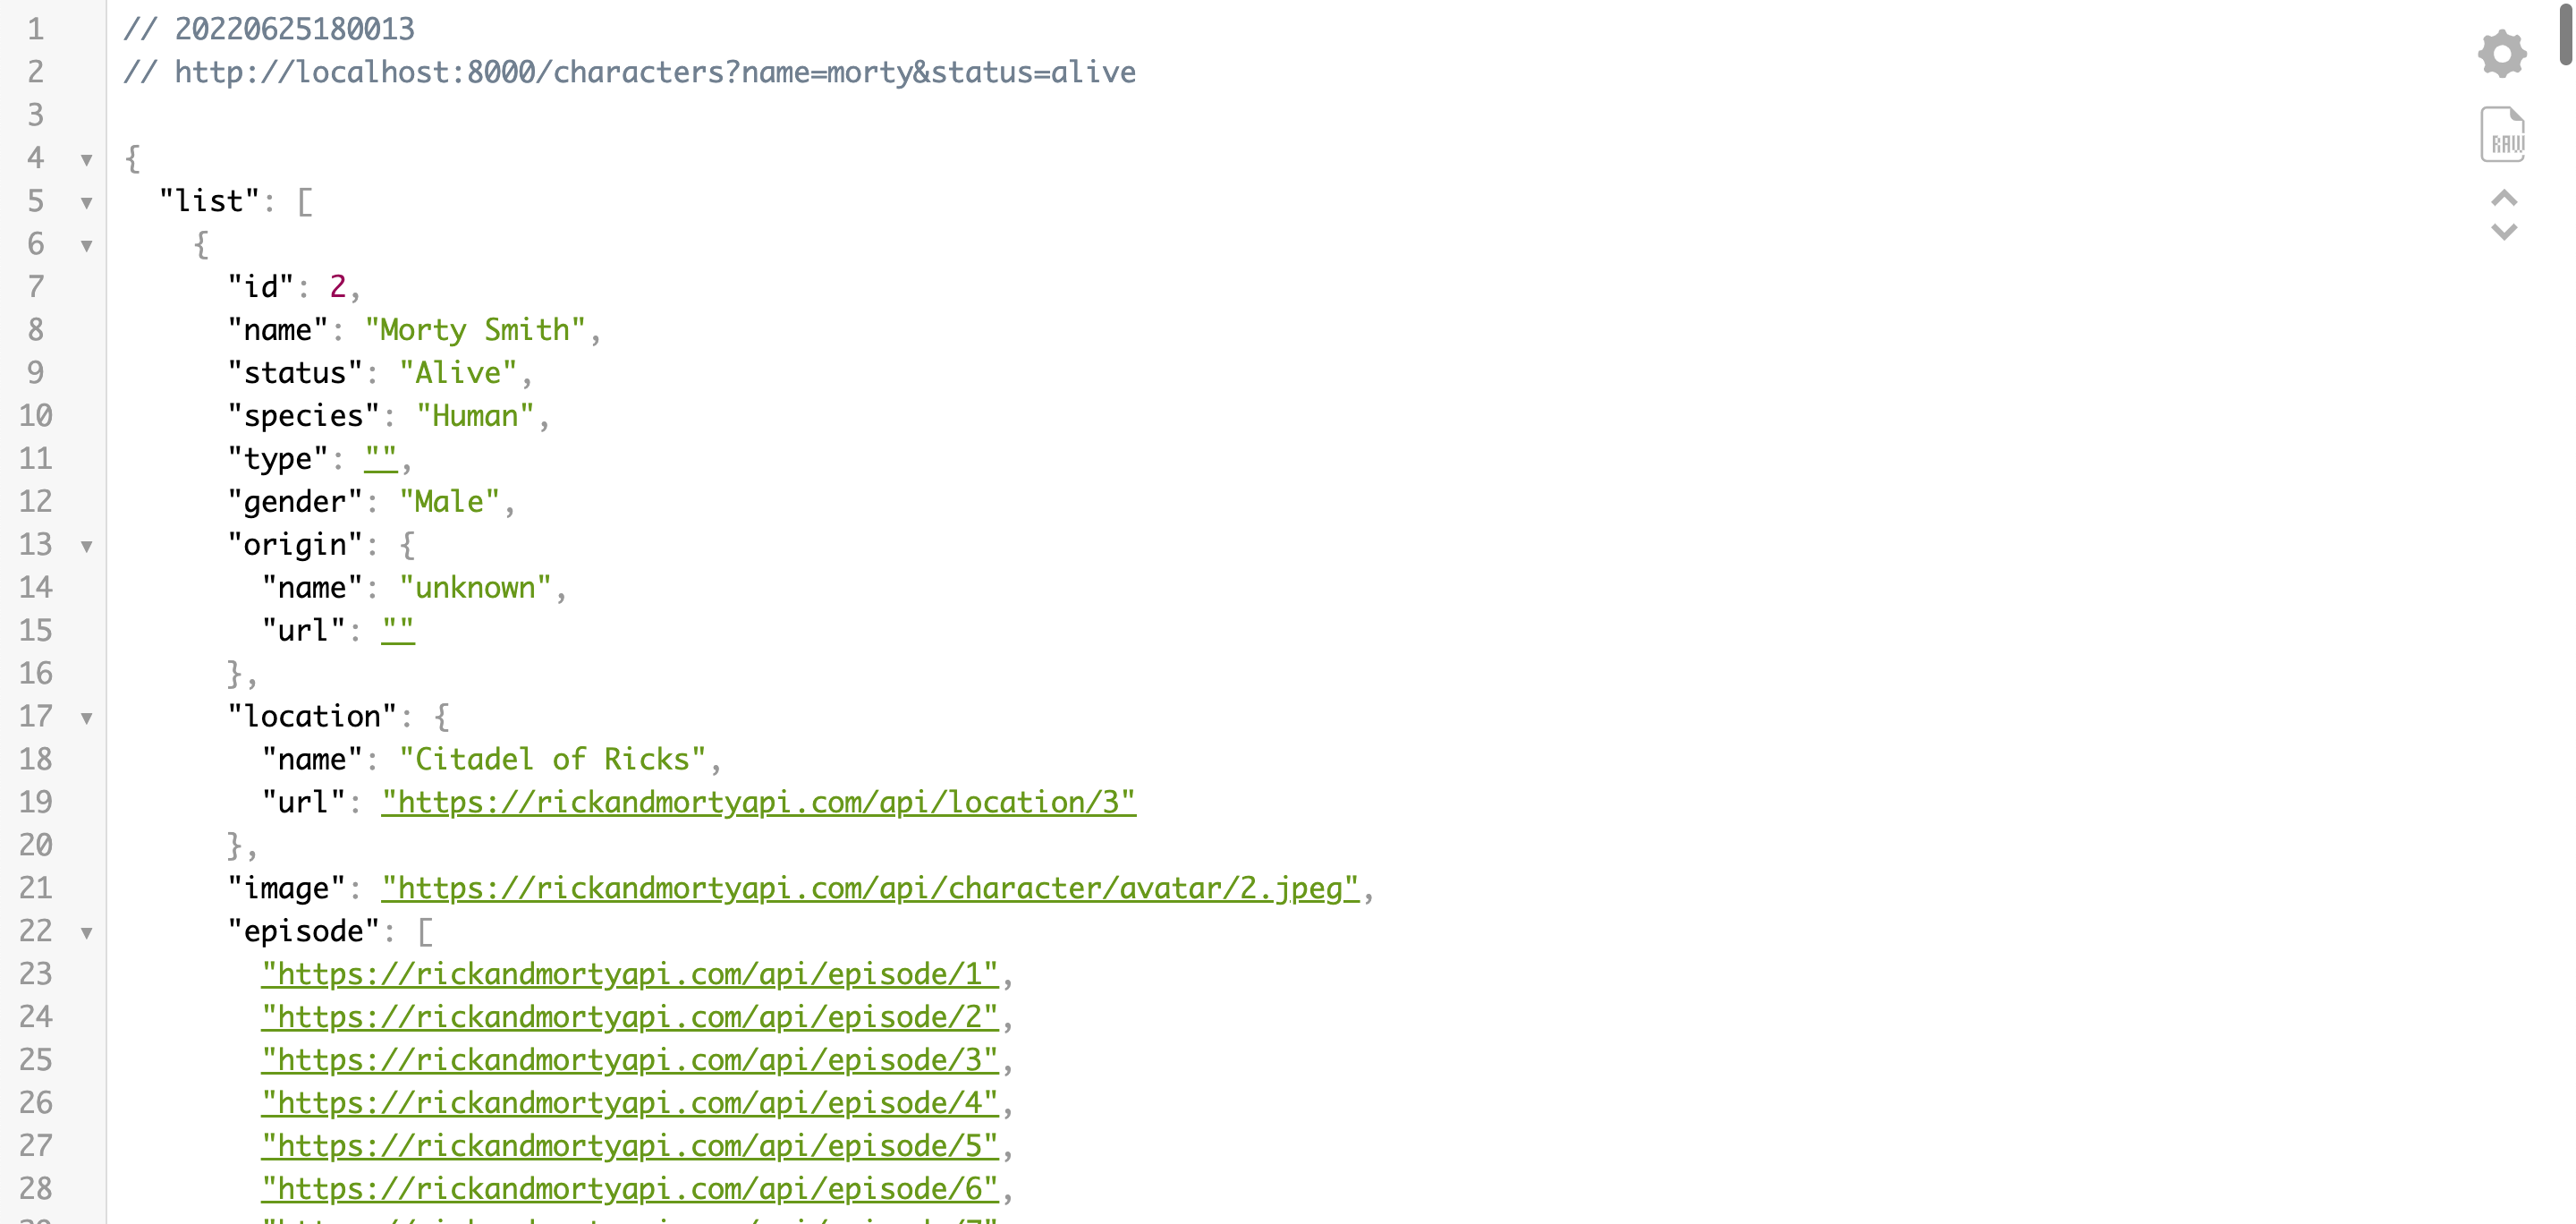 1 // 20220625180013
2 // http://localhost:8000/characters?name=morty&status=alive
3
4 ▼ {
5 ▼ "list": [
6 ▼ {
7 "id": 2,
8 "name": "Morty Smith",
9 "status": "Alive",
10 "species": "Human",
11 "type": "",
12 "gender": "Male",
13 ▼ "origin": {
14 "name": "unknown",
15 "url": ""
16 },
17 ▼ "location": {
18 "name": "Citadel of Ricks",
19 "url": "https://rickandmortyapi.com/api/location/3"
20 },
21 "image": "https://rickandmortyapi.com/api/character/avatar/2.jpeg",
22 ▼ "episode": [
23 "https://rickandmortyapi.com/api/episode/1",
24 "https://rickandmortyapi.com/api/episode/2",
25 "https://rickandmortyapi.com/api/episode/3",
26 "https://rickandmortyapi.com/api/episode/4",
27 "https://rickandmortyapi.com/api/episode/5",
28 "https://rickandmortyapi.com/api/episode/6",
RAW